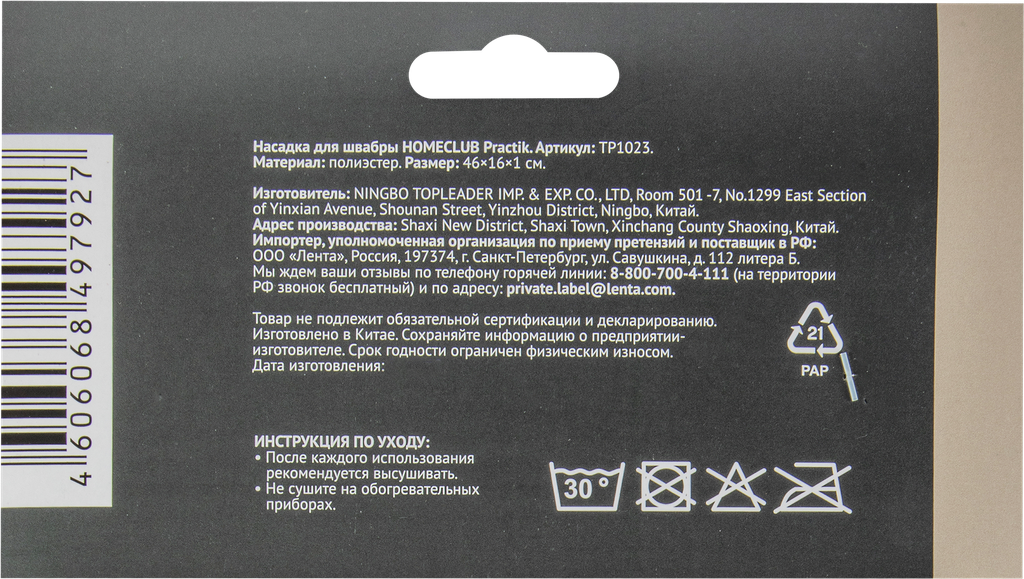 Насадка для швабры HOMECLUB Practik. Артикул: TP1023.
Материал: полиэстер. Размер: 46×16×1 см.
Изготовитель: NINGBO TOPLEADER IMP. & EXP. CO., LTD, Room 501 -7, No.1299 East Section
of Yinxian Avenue, Shounan Street, Yinzhou District, Ningbo, Китай.
Адрес производства: Shaxi New District, Shaxi Town, Xinchang County Shaoxing, Китай.
Импортер, уполномоченная организация по приему претензий и поставщик в РФ:
ООО «Лента», Россия, 197374, г. Санкт-Петербург, ул. Савушкина, д. 112 литера Б.
Мы ждем ваши отзывы по телефону горячей линии: 8-800-700-4-111 (на территории
РФ звонок бесплатный) и по адресу: private.label@lenta.com.
Товар не подлежит обязательной сертификации и декларированию.
Изготовлено в Китае. Сохраняйте информацию о предприятии-
изготовителе. Срок годности ограничен физическим износом.
Дата изготовления:
21
PAP
ИНСТРУКЦИЯ ПО УХОДУ:
• После каждого использования
рекомендуется высушивать.
• Не сушите на обогревательных
приборах.
30°
4606068497927